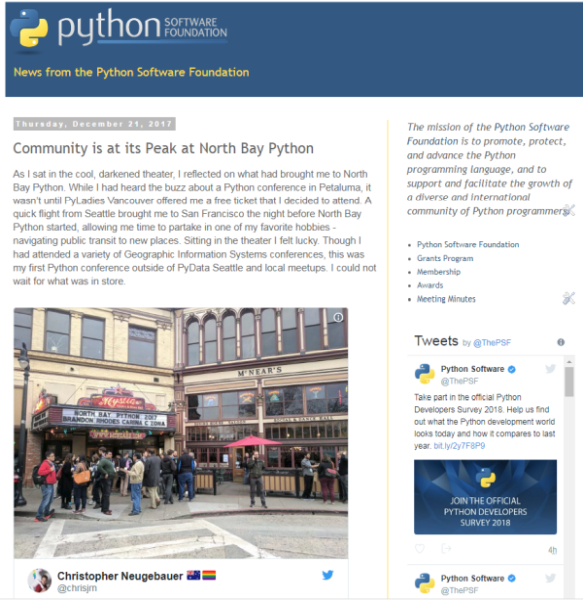 python SOFTWARE FOUNDATION
News from the Python Software Foundation
Thursday, December 21, 2017
Community is at its Peak at North Bay Python
As I sat in the cool, darkened theater, I reflected on what had brought me to North
Bay Python. While I had heard the buzz about a Python conference in Petaluma, it
wasn't until PyLadies Vancouver offered me a free ticket that I decided to attend. A
quick flight from Seattle brought me to San Francisco the night before North Bay
Python started, allowing me time to partake in one of my favorite hobbies -
navigating public transit to new places. Sitting in the theater I felt lucky. Though I
had attended a variety of Geographic Information Systems conferences, this was
my first Python conference outside of PyData Seattle and local meetups. I could not
wait for what was in store.
Mystic
NORTH BAY PYTHON 2017
BRANDON RHODES CARINA C ZONA
McNEAR'S
Christopher Neugebauer
@chrisjrn
The mission of the Python Software
Foundation is to promote, protect,
and advance the Python
programming language, and to
support and facilitate the growth of
a diverse and international
community of Python programmers
Python Software Foundation
Grants Program
Membership
Awards
Meeting Minutes
Tweets by @ThePSF
Python Software
@ThePSF
Take part in the official Python
Developers Survey 2018. Help us find
out what the Python development world
looks today and how it compares to last
year. bit.ly/2y7F8P9
JOIN THE OFFICIAL
PYTHON DEVELOPERS
SURVEY 2018
4h
Python Software
@ThePSF